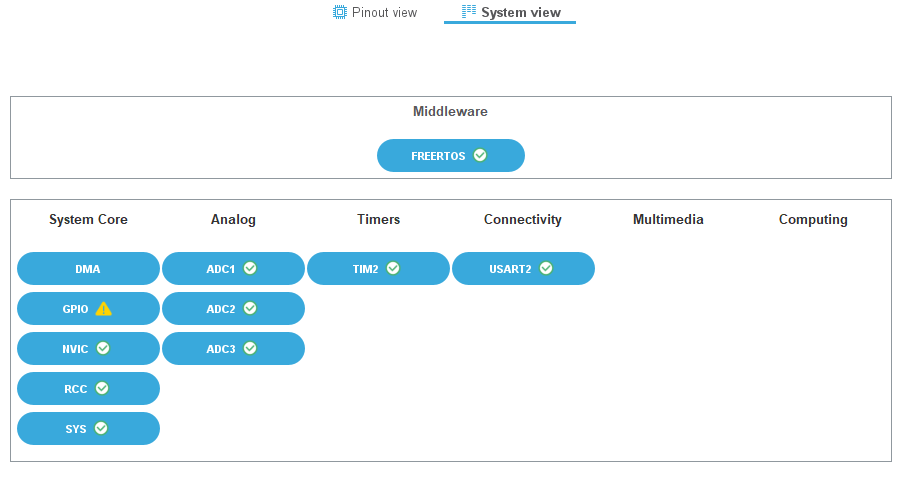 Pinout view System view
Middleware
FREERTOS
System Core Analog Timers Connectivity Multimedia Computing
DMA ADC1 TIM2 USART2
GPIO ADC2
NVIC ADC3
RCC
SYS